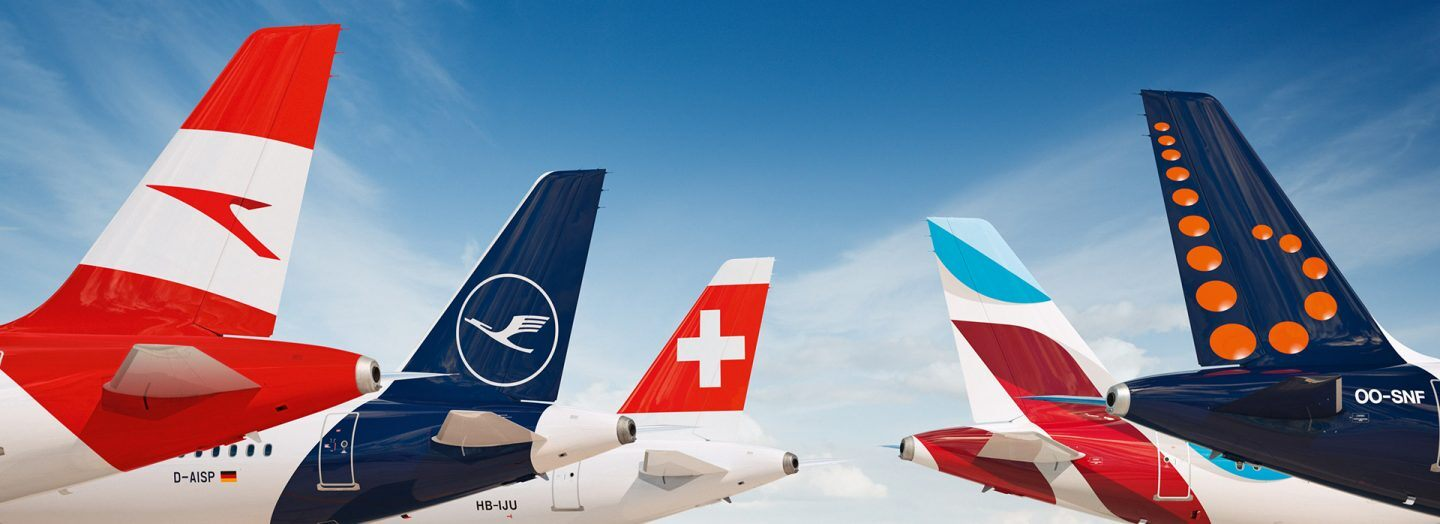 D-AISP
HB-IJU
OO-SNF